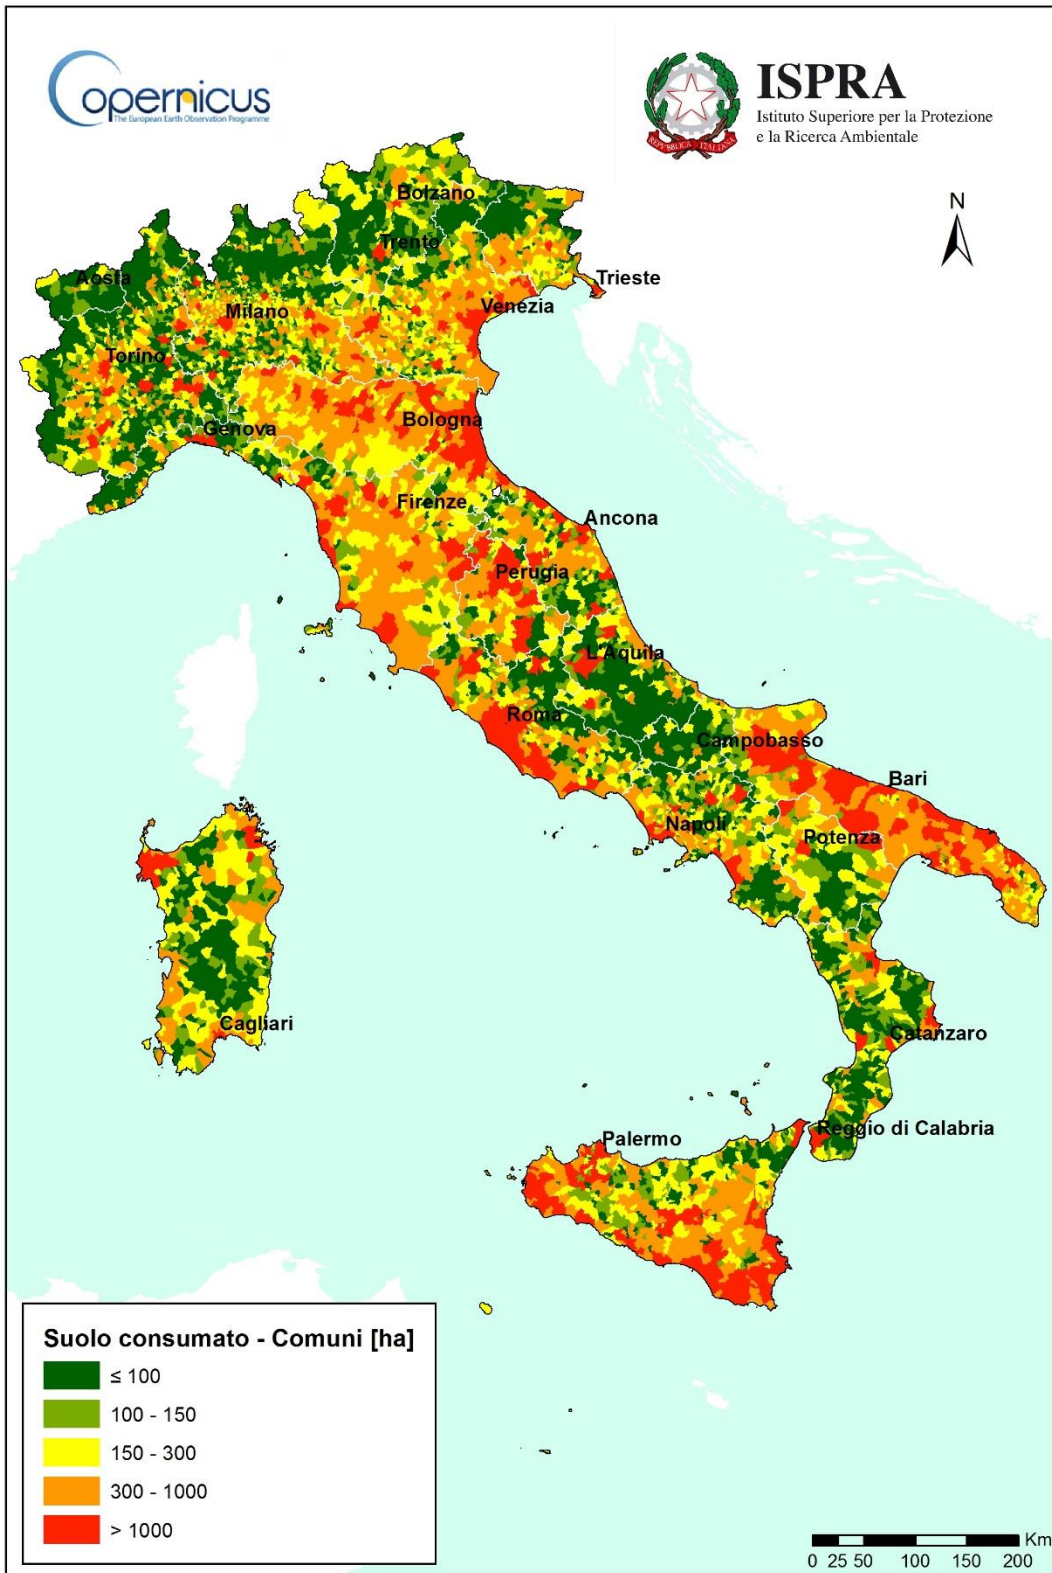 Copernicus
The European Earth Observation Programme
REPVBBLICA ITALIANA
ISPRA
Istituto Superiore per la Protezione
e la Ricerca Ambientale
N
Bolzano
Trento
Aosta
Trieste
Venezia
Milano
Torino
Bologna
Genova
Firenze
Ancona
Perugia
L'Aquila
Roma
Campobasso
Bari
Napoli
Potenza
Cagliari
Catanzaro
Reggio di Calabria
Palermo
Suolo consumato - Comuni [ha]
≤ 100
100 - 150
150 - 300
300 - 1000
> 1000
Km
0 25 50 100 150 200